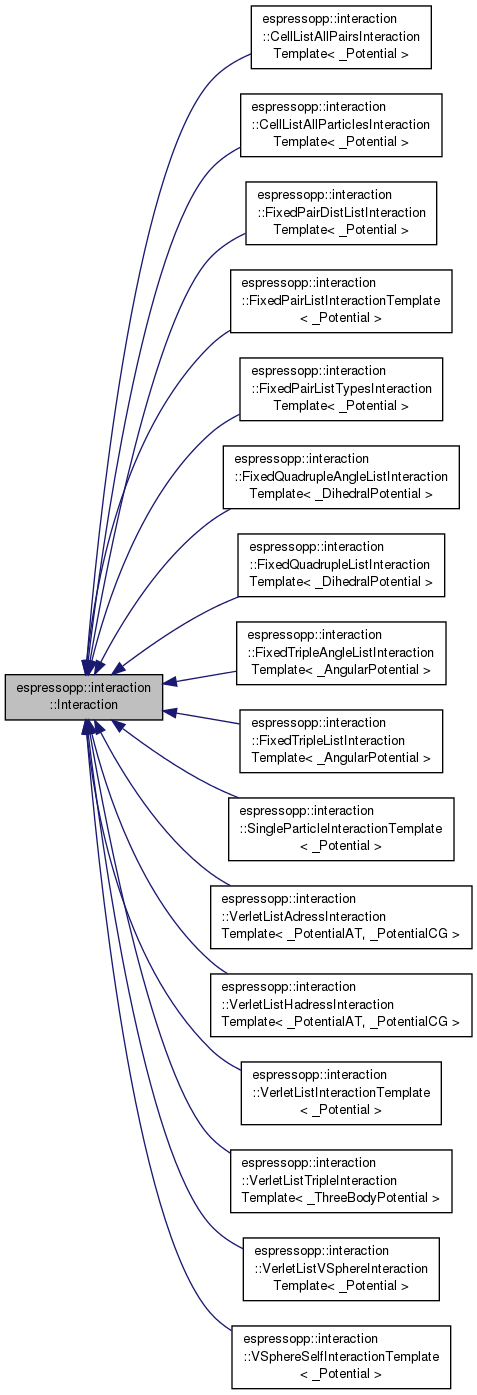 espressopp::interaction
::CellListAllPairsInteraction
Template< _Potential >
espressopp::interaction
::CellListAllParticlesInteraction
Template< _Potential >
espressopp::interaction
::FixedPairDistListInteraction
Template< _Potential >
espressopp::interaction
::FixedPairListInteractionTemplate
< _Potential >
espressopp::interaction
::FixedPairListTypesInteraction
Template< _Potential >
espressopp::interaction
::FixedQuadrupleAngleListInteraction
Template< _DihedralPotential >
espressopp::interaction
::FixedQuadrupleListInteraction
Template< _DihedralPotential >
espressopp::interaction
::FixedTripleAngleListInteraction
Template< _AngularPotential >
espressopp::interaction
::Interaction
espressopp::interaction
::FixedTripleListInteraction
Template< _AngularPotential >
espressopp::interaction
::SingleParticleInteractionTemplate
< _Potential >
espressopp::interaction
::VerletListAdressInteraction
Template< _PotentialAT, _PotentialCG >
espressopp::interaction
::VerletListHadressInteraction
Template< _PotentialAT, _PotentialCG >
espressopp::interaction
::VerletListInteractionTemplate
< _Potential >
espressopp::interaction
::VerletListTripleInteraction
Template< _ThreeBodyPotential >
espressopp::interaction
::VerletListVSphereInteraction
Template< _Potential >
espressopp::interaction
::VSphereSelfInteractionTemplate
< _Potential >